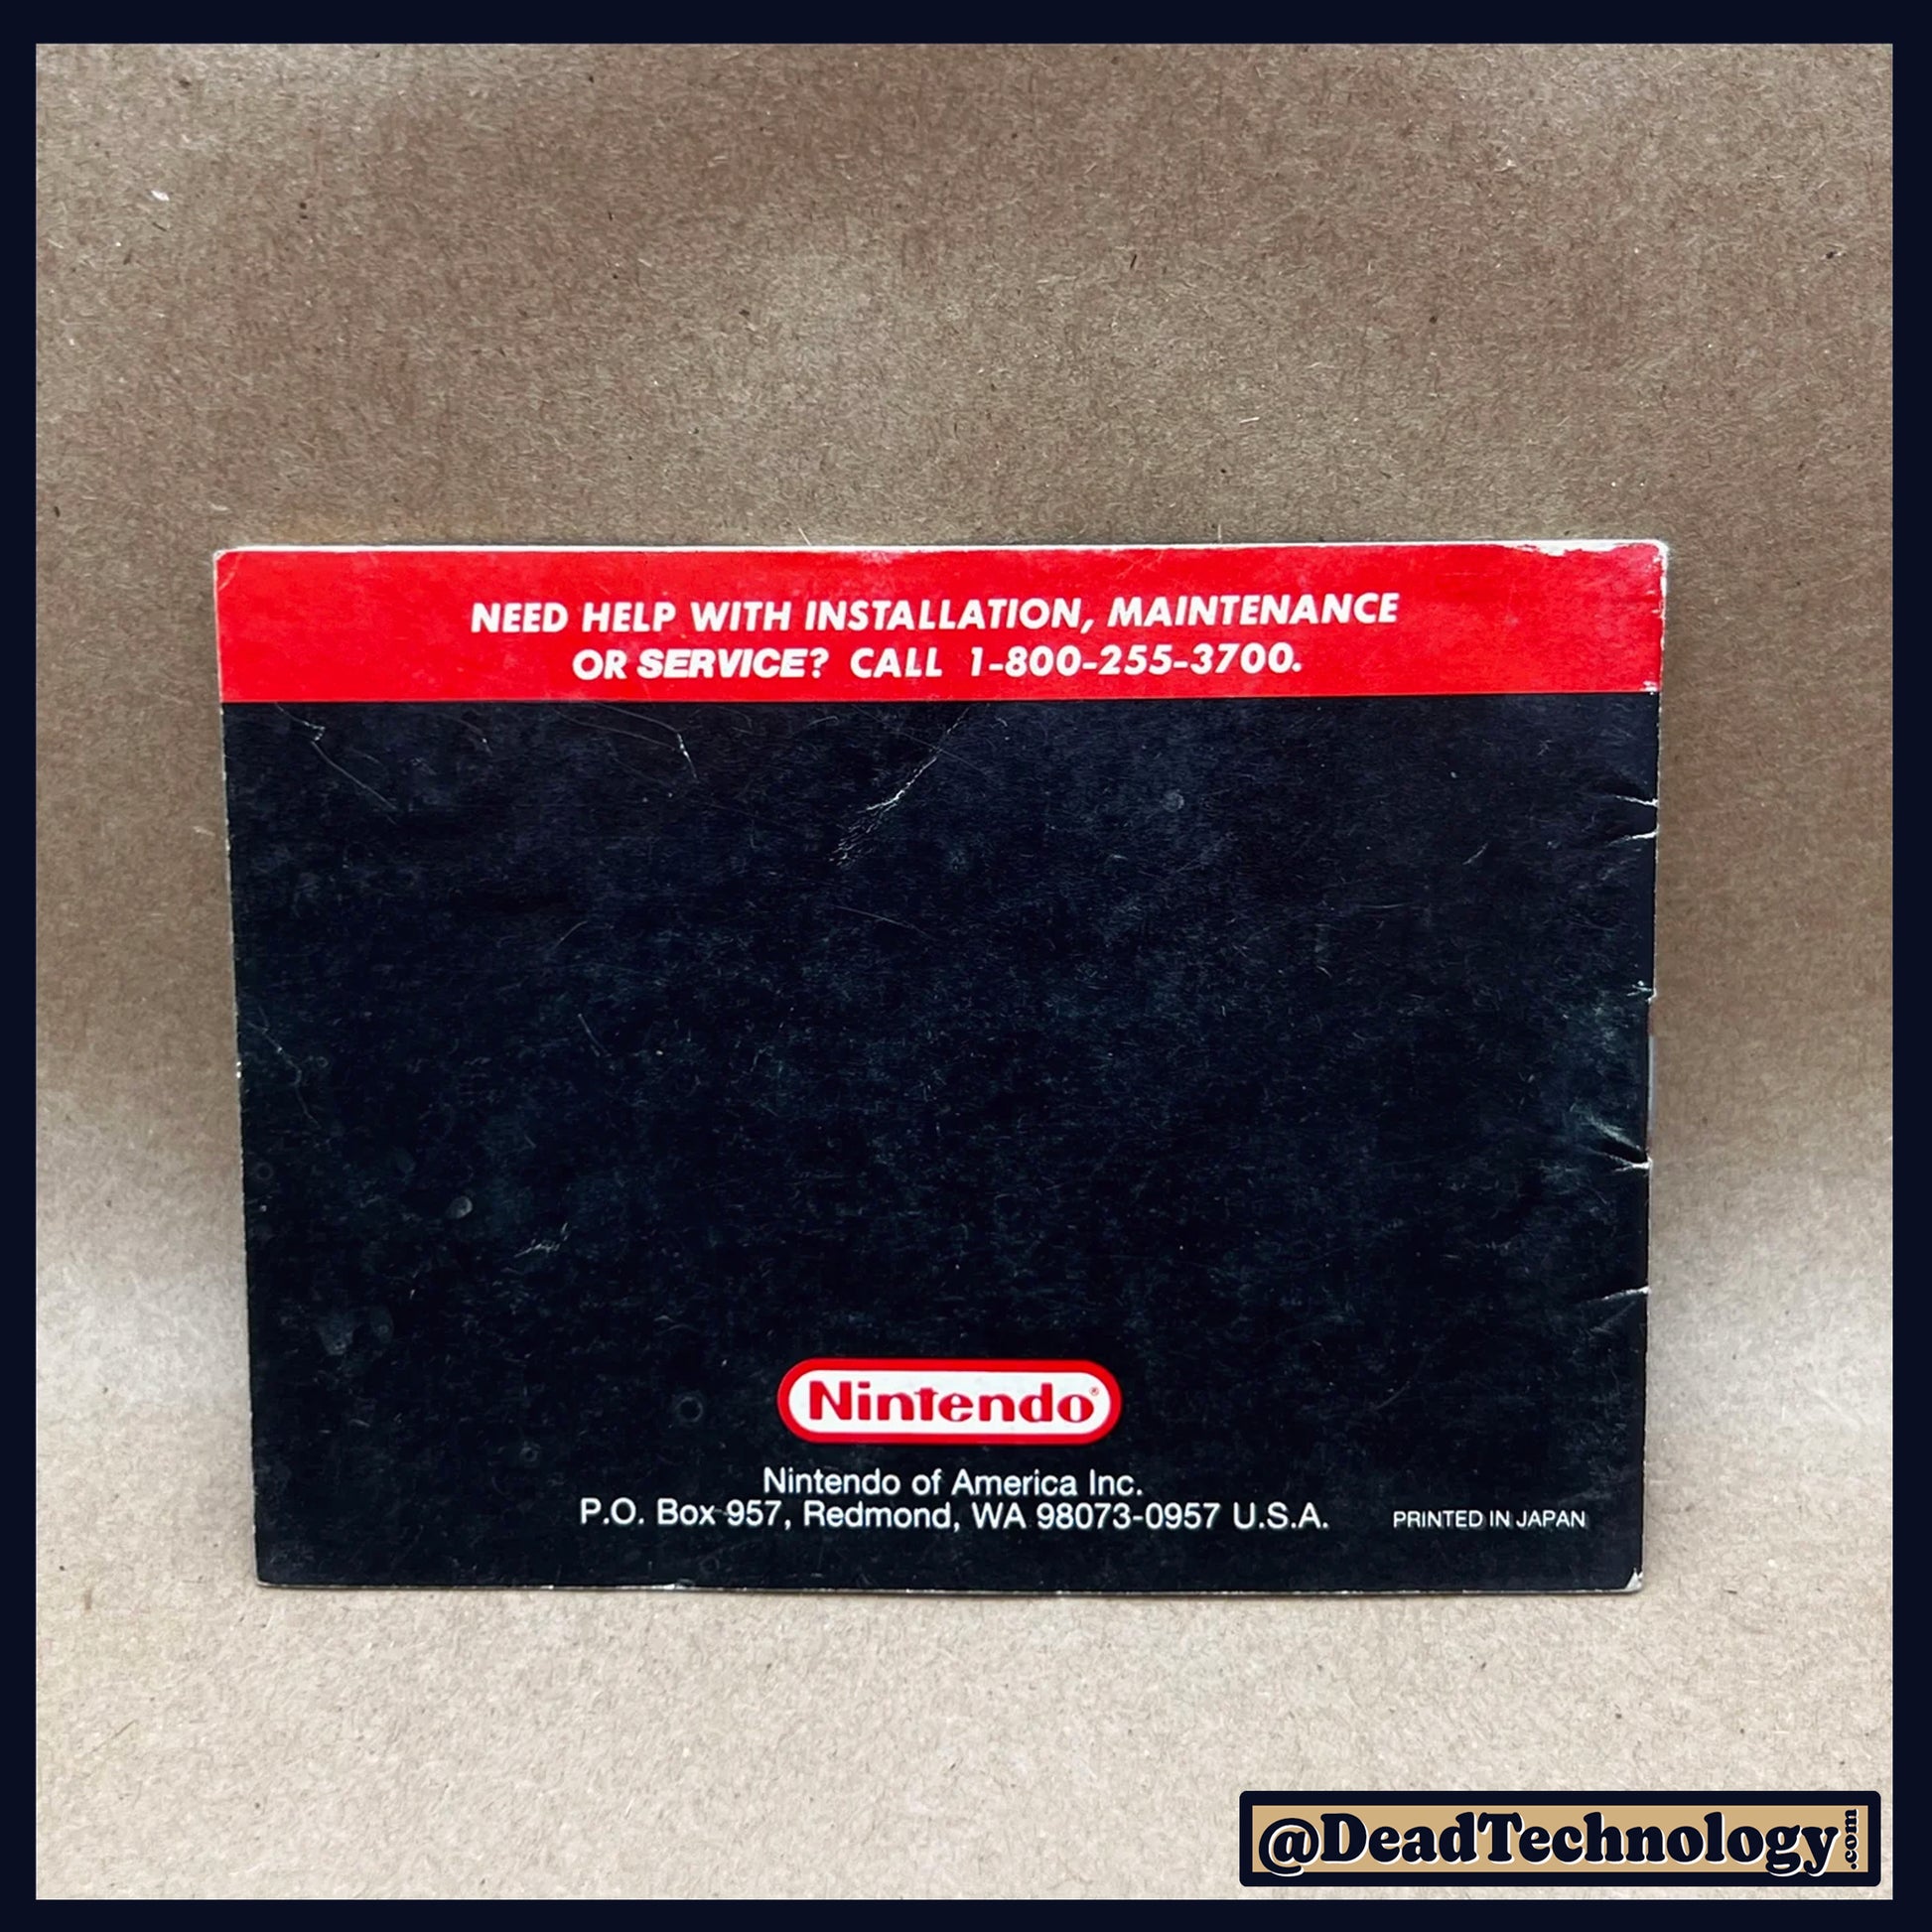 NEED HELP WITH INSTALLATION, MAINTENANCE
OR SERVICE? CALL 1-800-255-3700.
Nintendo®
Nintendo of America Inc.
P.O. Box 957, Redmond, WA 98073-0957 U.S.A.
PRINTED IN JAPAN
@DeadTechnology.com